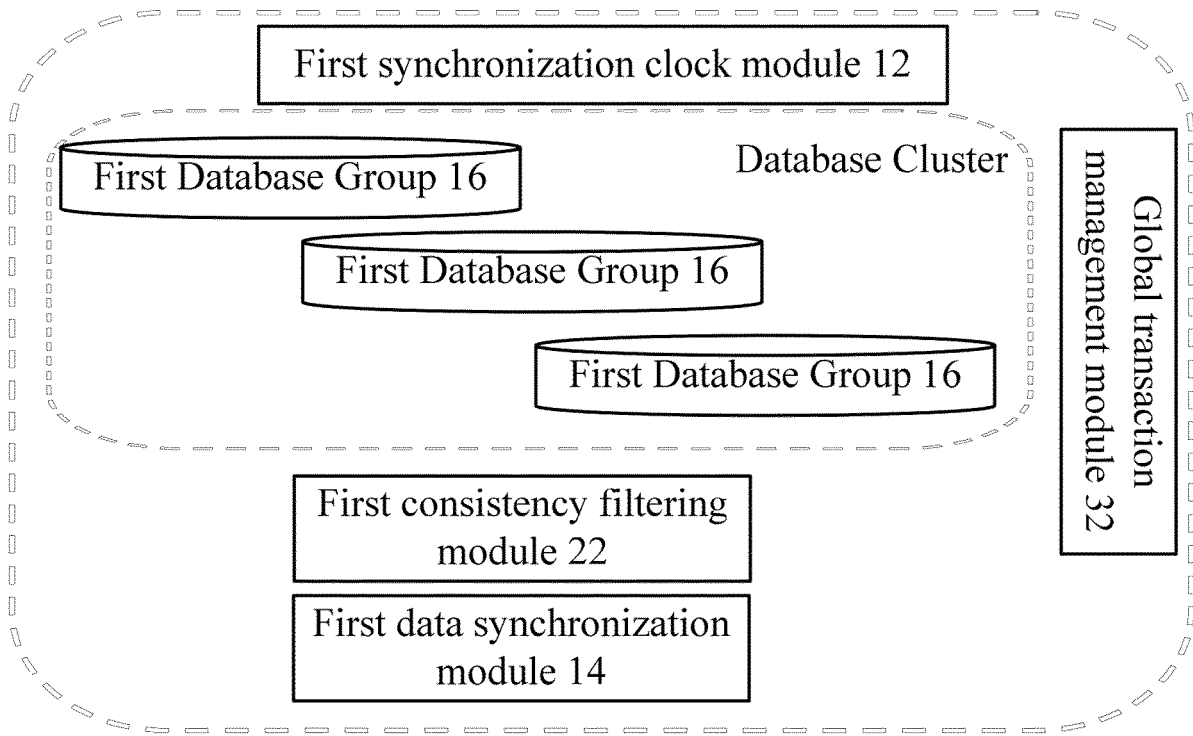 First synchronization clock module 12
First Database Group 16
Database Cluster
First Database Group 16
First Database Group 16
Global transaction
management module 32
First consistency filtering
module 22
First data synchronization
module 14